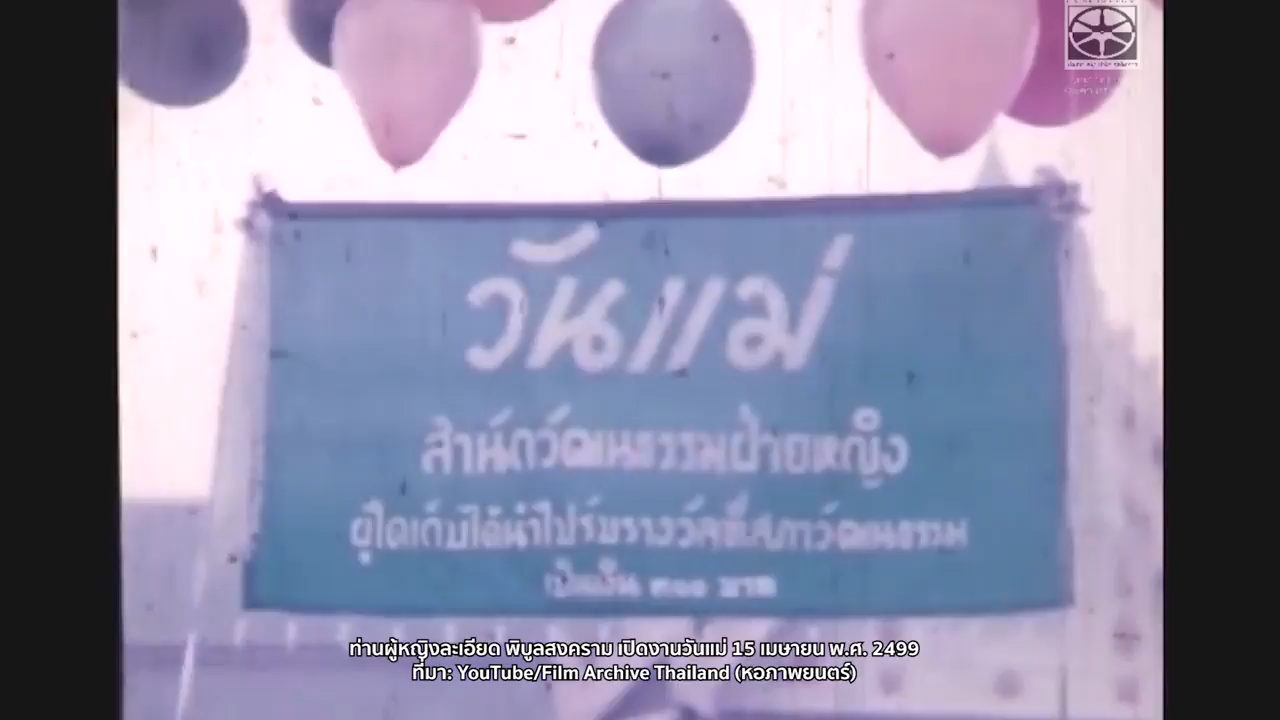 วันแม่
สำนักวัฒนธรรมฝ่ายหญิง
ผู้ใดเก็บได้นำไปรับรางวัลที่สภาวัฒนธรรม
เป็นเงิน ๓๐๐ บาท
ท่านผู้หญิงละเอียด พิบูลสงคราม เปิดงานวันแม่ 15 เมษายน พ.ศ. 2499
ที่มา: YouTube/Film Archive Thailand (หอภาพยนตร์)